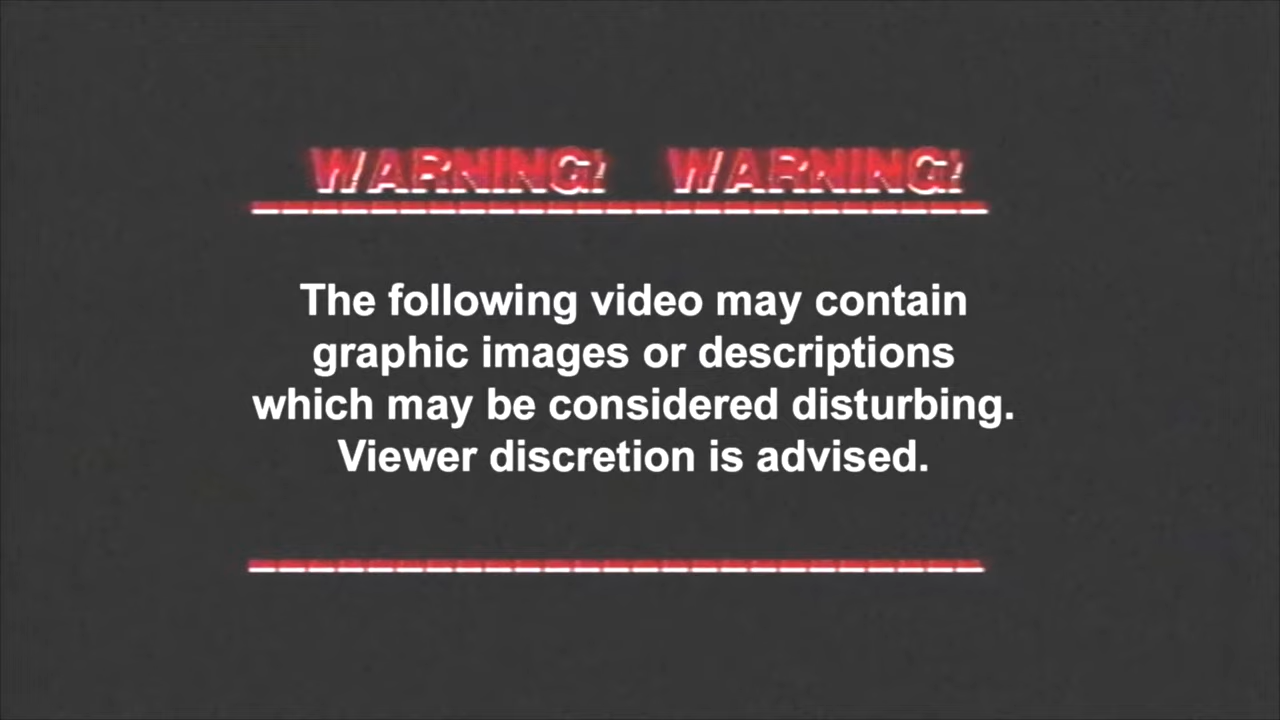 WARNING! WARNING!
The following video may contain
graphic images or descriptions
which may be considered disturbing.
Viewer discretion is advised.